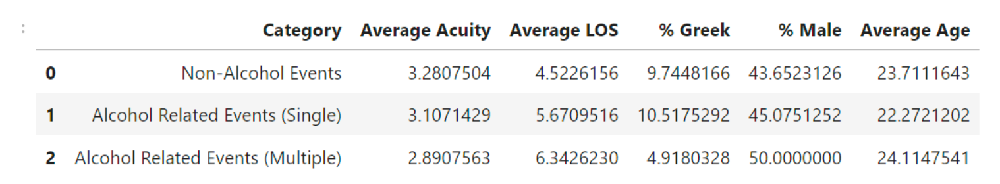 : Category Average Acuity Average LOS % Greek % Male Average Age
0 Non-Alcohol Events 3.2807504 4.5226156 9.7448166 43.6523126 23.7111643
1 Alcohol Related Events (Single) 3.1071429 5.6709516 10.5175292 45.0751252 22.2721202
2 Alcohol Related Events (Multiple) 2.8907563 6.3426230 4.9180328 50.0000000 24.1147541